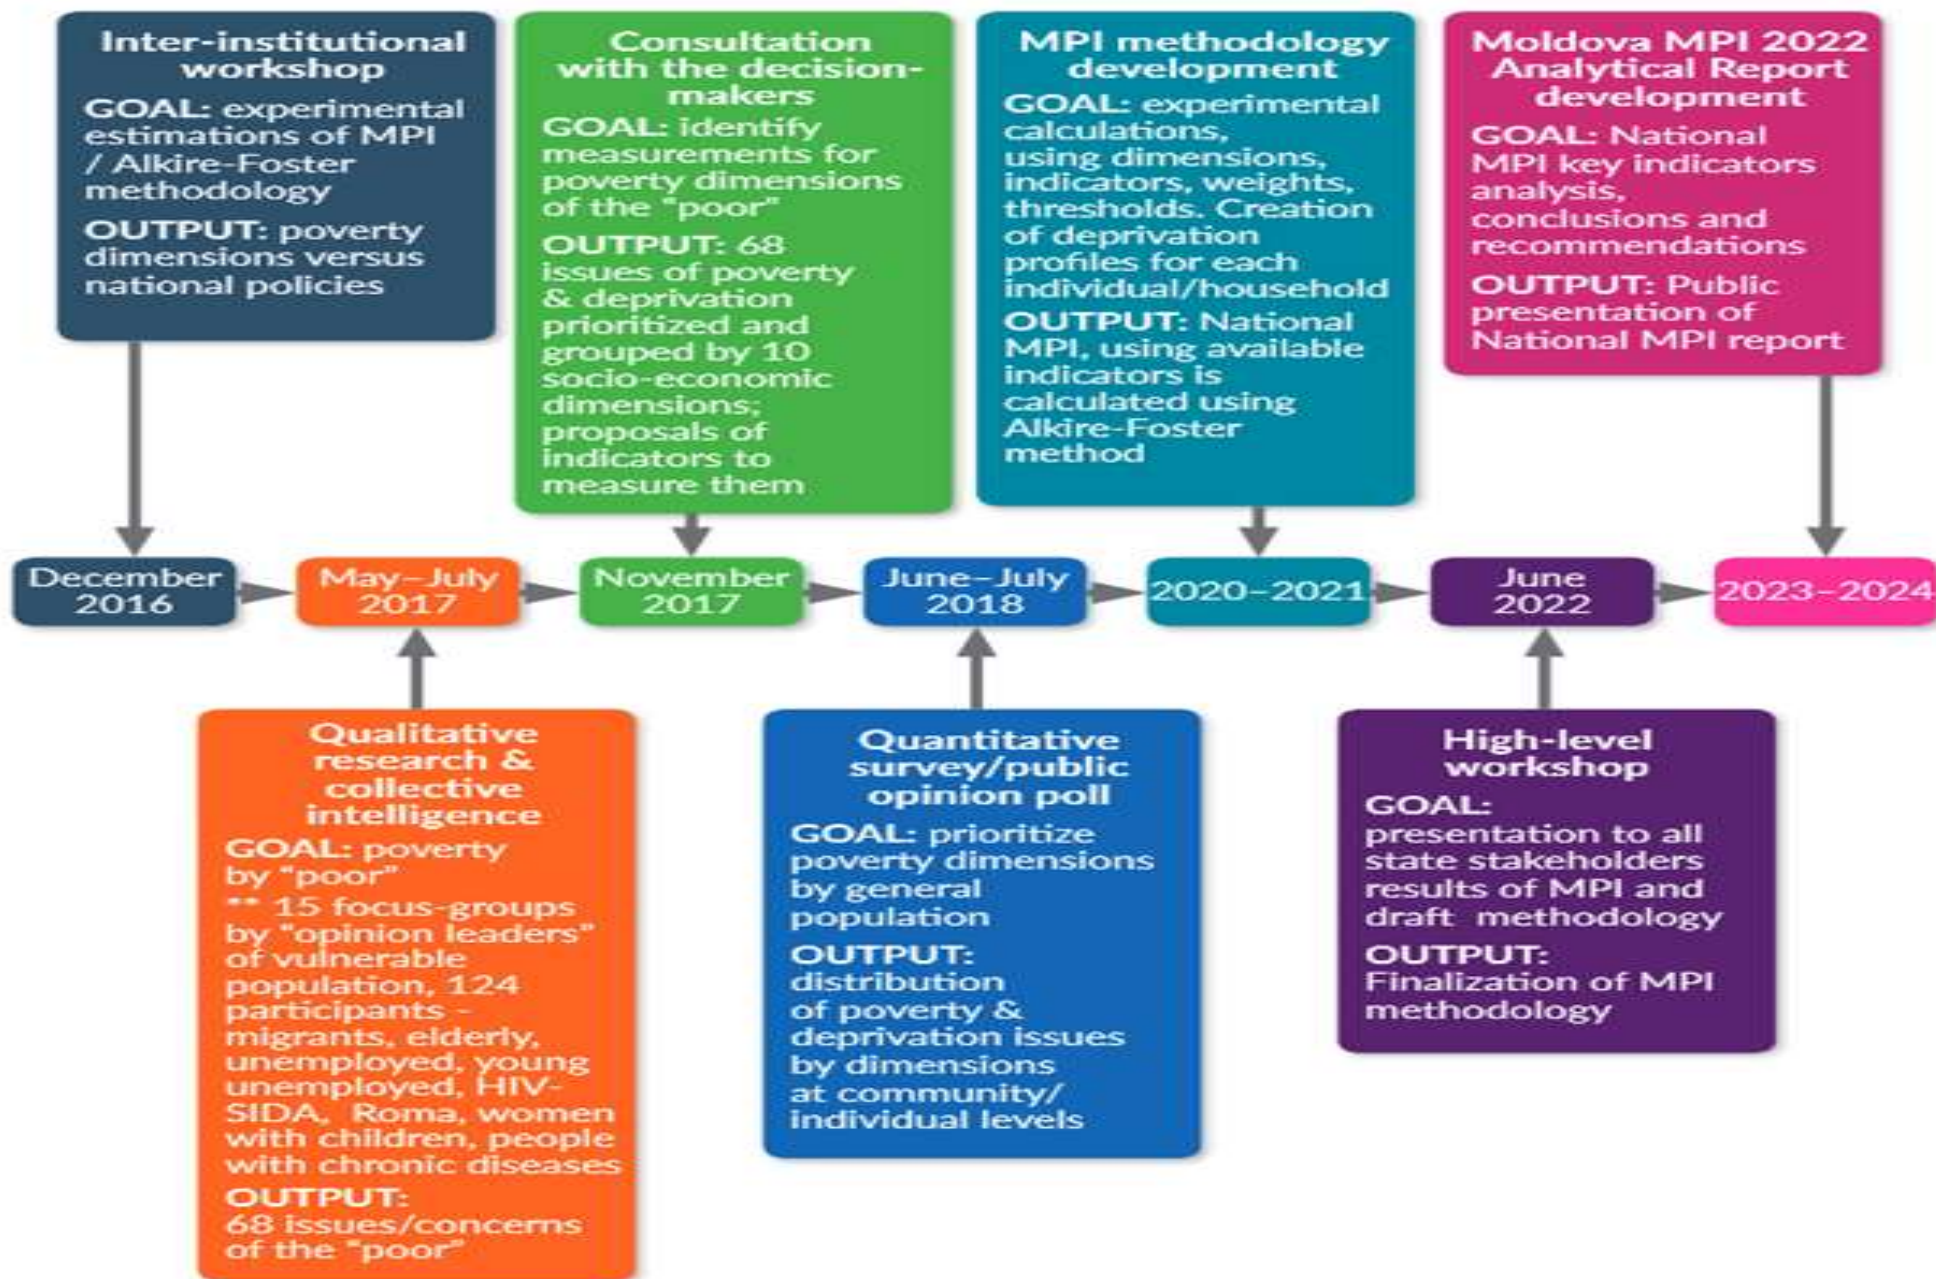 Inter-institutional
workshop
GOAL: experimental
estimations of MPI
/ Alkire-Foster
methodology
OUTPUT: poverty
dimensions versus
national policies
Consultation
with the decision-
makers
GOAL: identify
measurements for
poverty dimensions
of the "poor"
OUTPUT: 68
issues of poverty
& deprivation
prioritized and
grouped by 10
socio-economic
dimensions;
proposals of
indicators to
measure them
MPI methodology
development
GOAL: experimental
calculations,
using dimensions,
indicators, weights,
thresholds. Creation
of deprivation
profiles for each
individual/household
OUTPUT: National
MPI, using available
indicators is
calculated using
Alkire-Foster
method
Moldova MPI 2022
Analytical Report
development
GOAL: National
MPI key indicators
analysis,
conclusions and
recommendations
OUTPUT: Public
presentation of
National MPI report
December
2016
May–July
2017
November
2017
June–July
2018
2020–2021
June
2022
2023–2024
Qualitative
research &
collective
intelligence
GOAL: poverty
by "poor"
** 15 focus-groups
by "opinion leaders"
of vulnerable
population, 124
participants -
migrants, elderly,
unemployed, young
unemployed, HIV-
SIDA, Roma, women
with children, people
with chronic diseases
OUTPUT:
68 issues/concerns
of the "poor"
Quantitative
survey/public
opinion poll
GOAL: prioritize
poverty dimensions
by general
population
OUTPUT:
distribution
of poverty &
deprivation issues
by dimensions
at community/
individual levels
High-level
workshop
GOAL:
presentation to all
state stakeholders
results of MPI and
draft methodology
OUTPUT:
Finalization of MPI
methodology